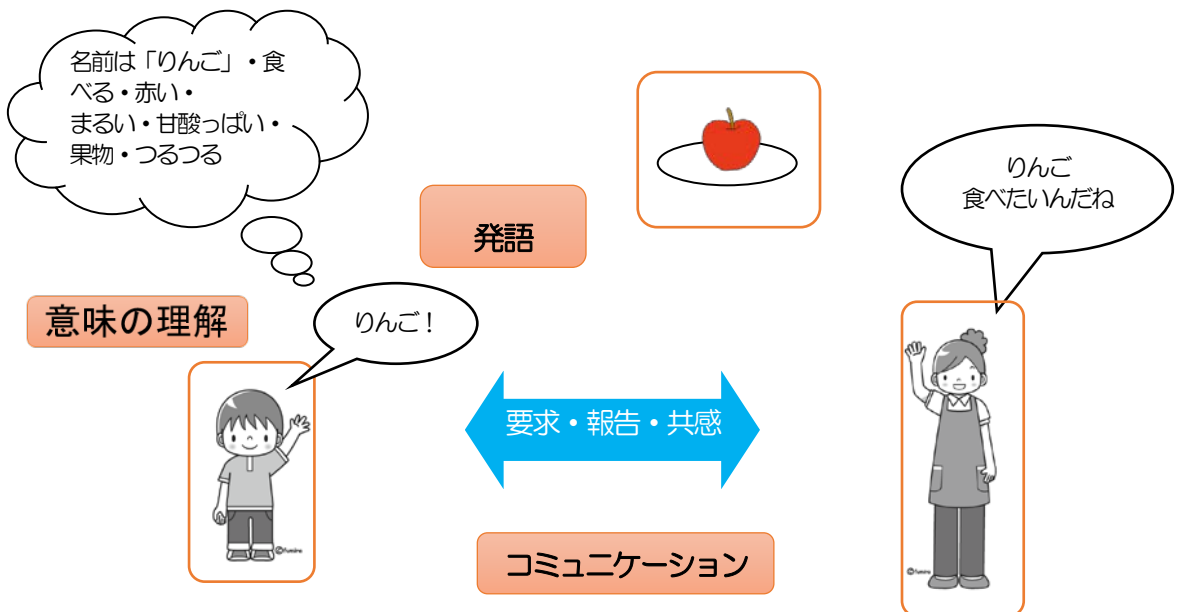 名前は「りんご」・食
べる・赤い・
まるい・甘酸っぱい・
果物・つるつる
りんご
食べたいんだね
発語
意味の理解
りんご！
要求・報告・共感
コミュニケーション
©fumira
©fumira